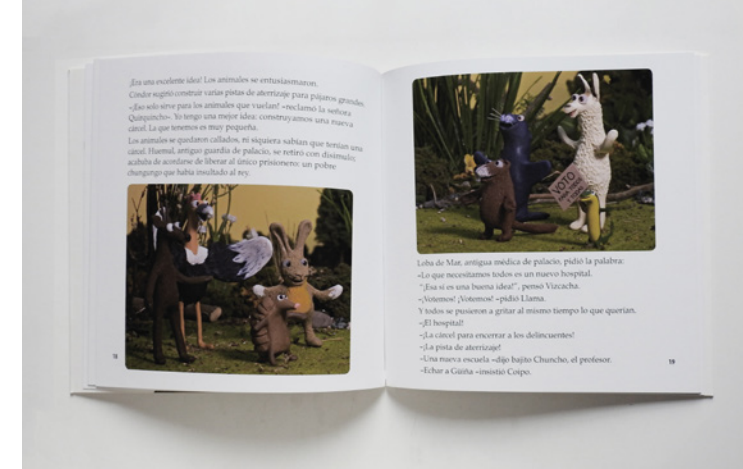 ¡Era una excelente idea! Los animales se entusiasmaron.
Cóndor sugirió construir varias pistas de aterrizaje para pájaros grandes.
–¡Eso solo sirve para los animales que vuelan! –reclamó la señora
Quirquincho–. Yo tengo una mejor idea: construyamos una nueva
cárcel. La que tenemos es muy pequeña.
Los animales se quedaron callados, ni siquiera sabían que tenían una
cárcel. Huemul, antiguo guardia de palacio, se retiró con disimulo;
acababa de acordarse de liberar al único prisionero: un pobre
chungungo que había insultado al rey.
18
VOTO
PARA TODOS
Loba de Mar, antigua médica de palacio, pidió la palabra:
–Lo que necesitamos todos es un nuevo hospital.
"¡Esa sí es una buena idea!", pensó Vizcacha.
–¡Votemos! ¡Votemos! –pidió Llama.
Y todos se pusieron a gritar al mismo tiempo lo que querían.
–¡El hospital!
–¡La cárcel para encerrar a los delincuentes!
–¡La pista de aterrizaje!
–Una nueva escuela –dijo bajito Chuncho, el profesor.
–Echar a Güiña –insistió Coipo.
19